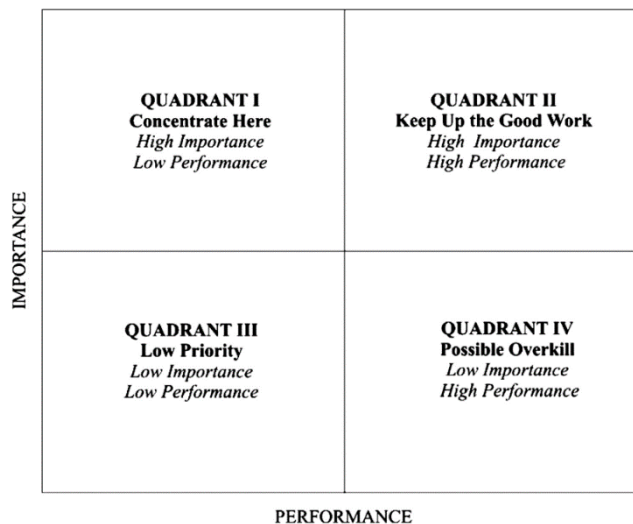 QUADRANT I
Concentrate Here
High Importance
Low Performance
QUADRANT II
Keep Up the Good Work
High Importance
High Performance
IMPORTANCE
QUADRANT III
Low Priority
Low Importance
Low Performance
QUADRANT IV
Possible Overkill
Low Importance
High Performance
PERFORMANCE